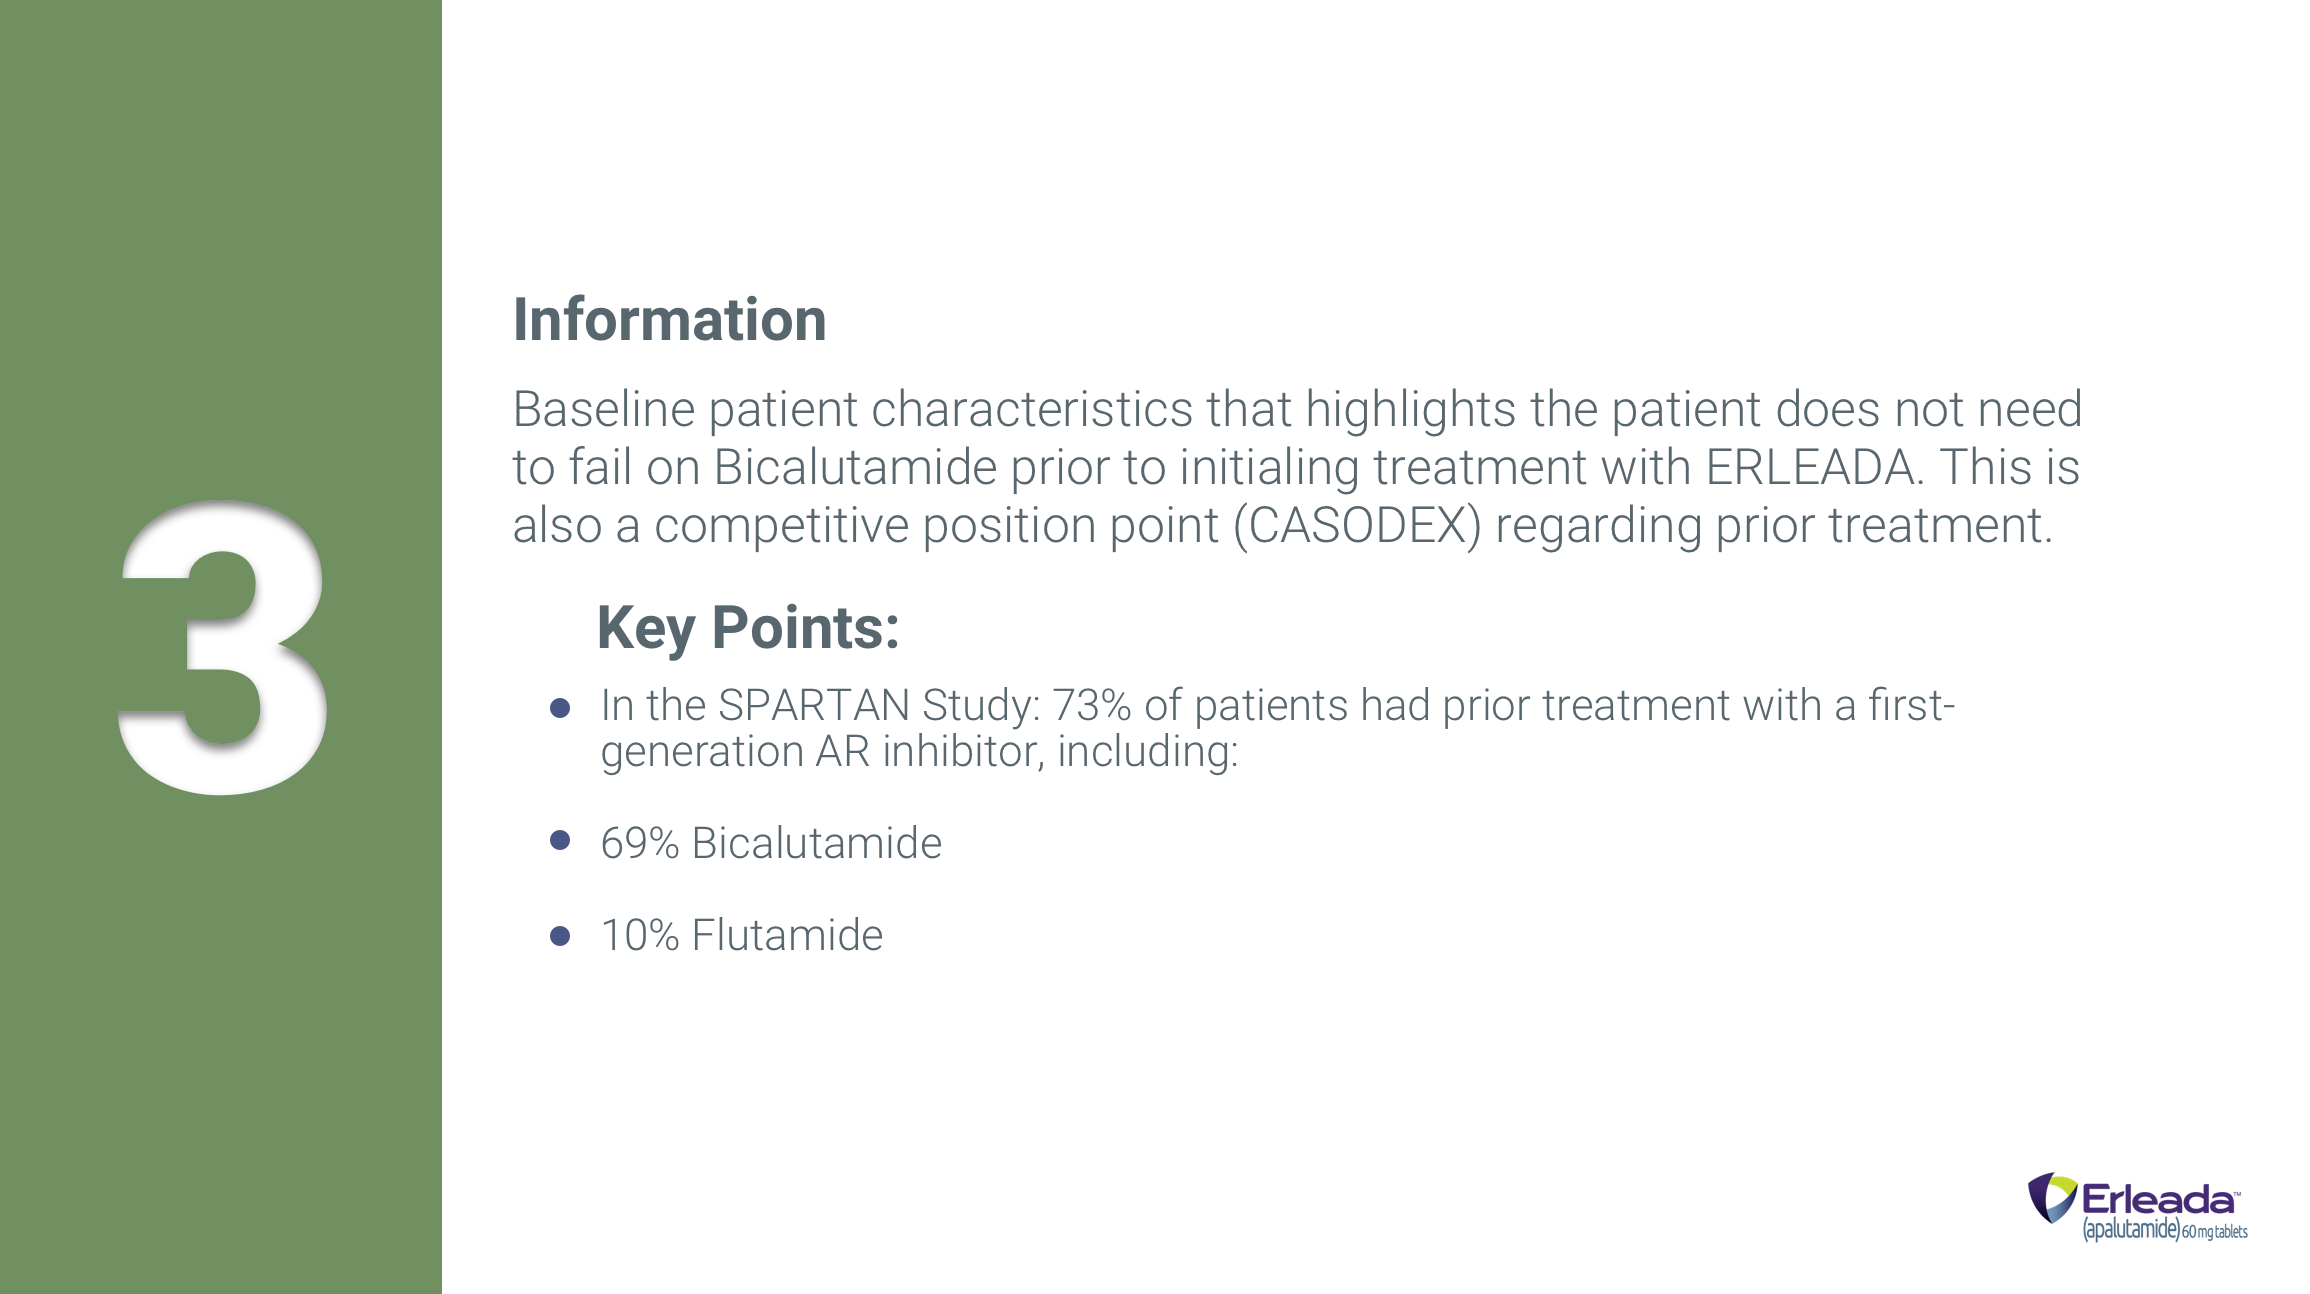 3
Information
Baseline patient characteristics that highlights the patient does not need
to fail on Bicalutamide prior to initialing treatment with ERLEADA. This is
also a competitive position point (CASODEX) regarding prior treatment.
Key Points:
In the SPARTAN Study: 73% of patients had prior treatment with a first-
generation AR inhibitor, including:
69% Bicalutamide
10% Flutamide
Erleada™
(apalutamide) 60 mg tablets